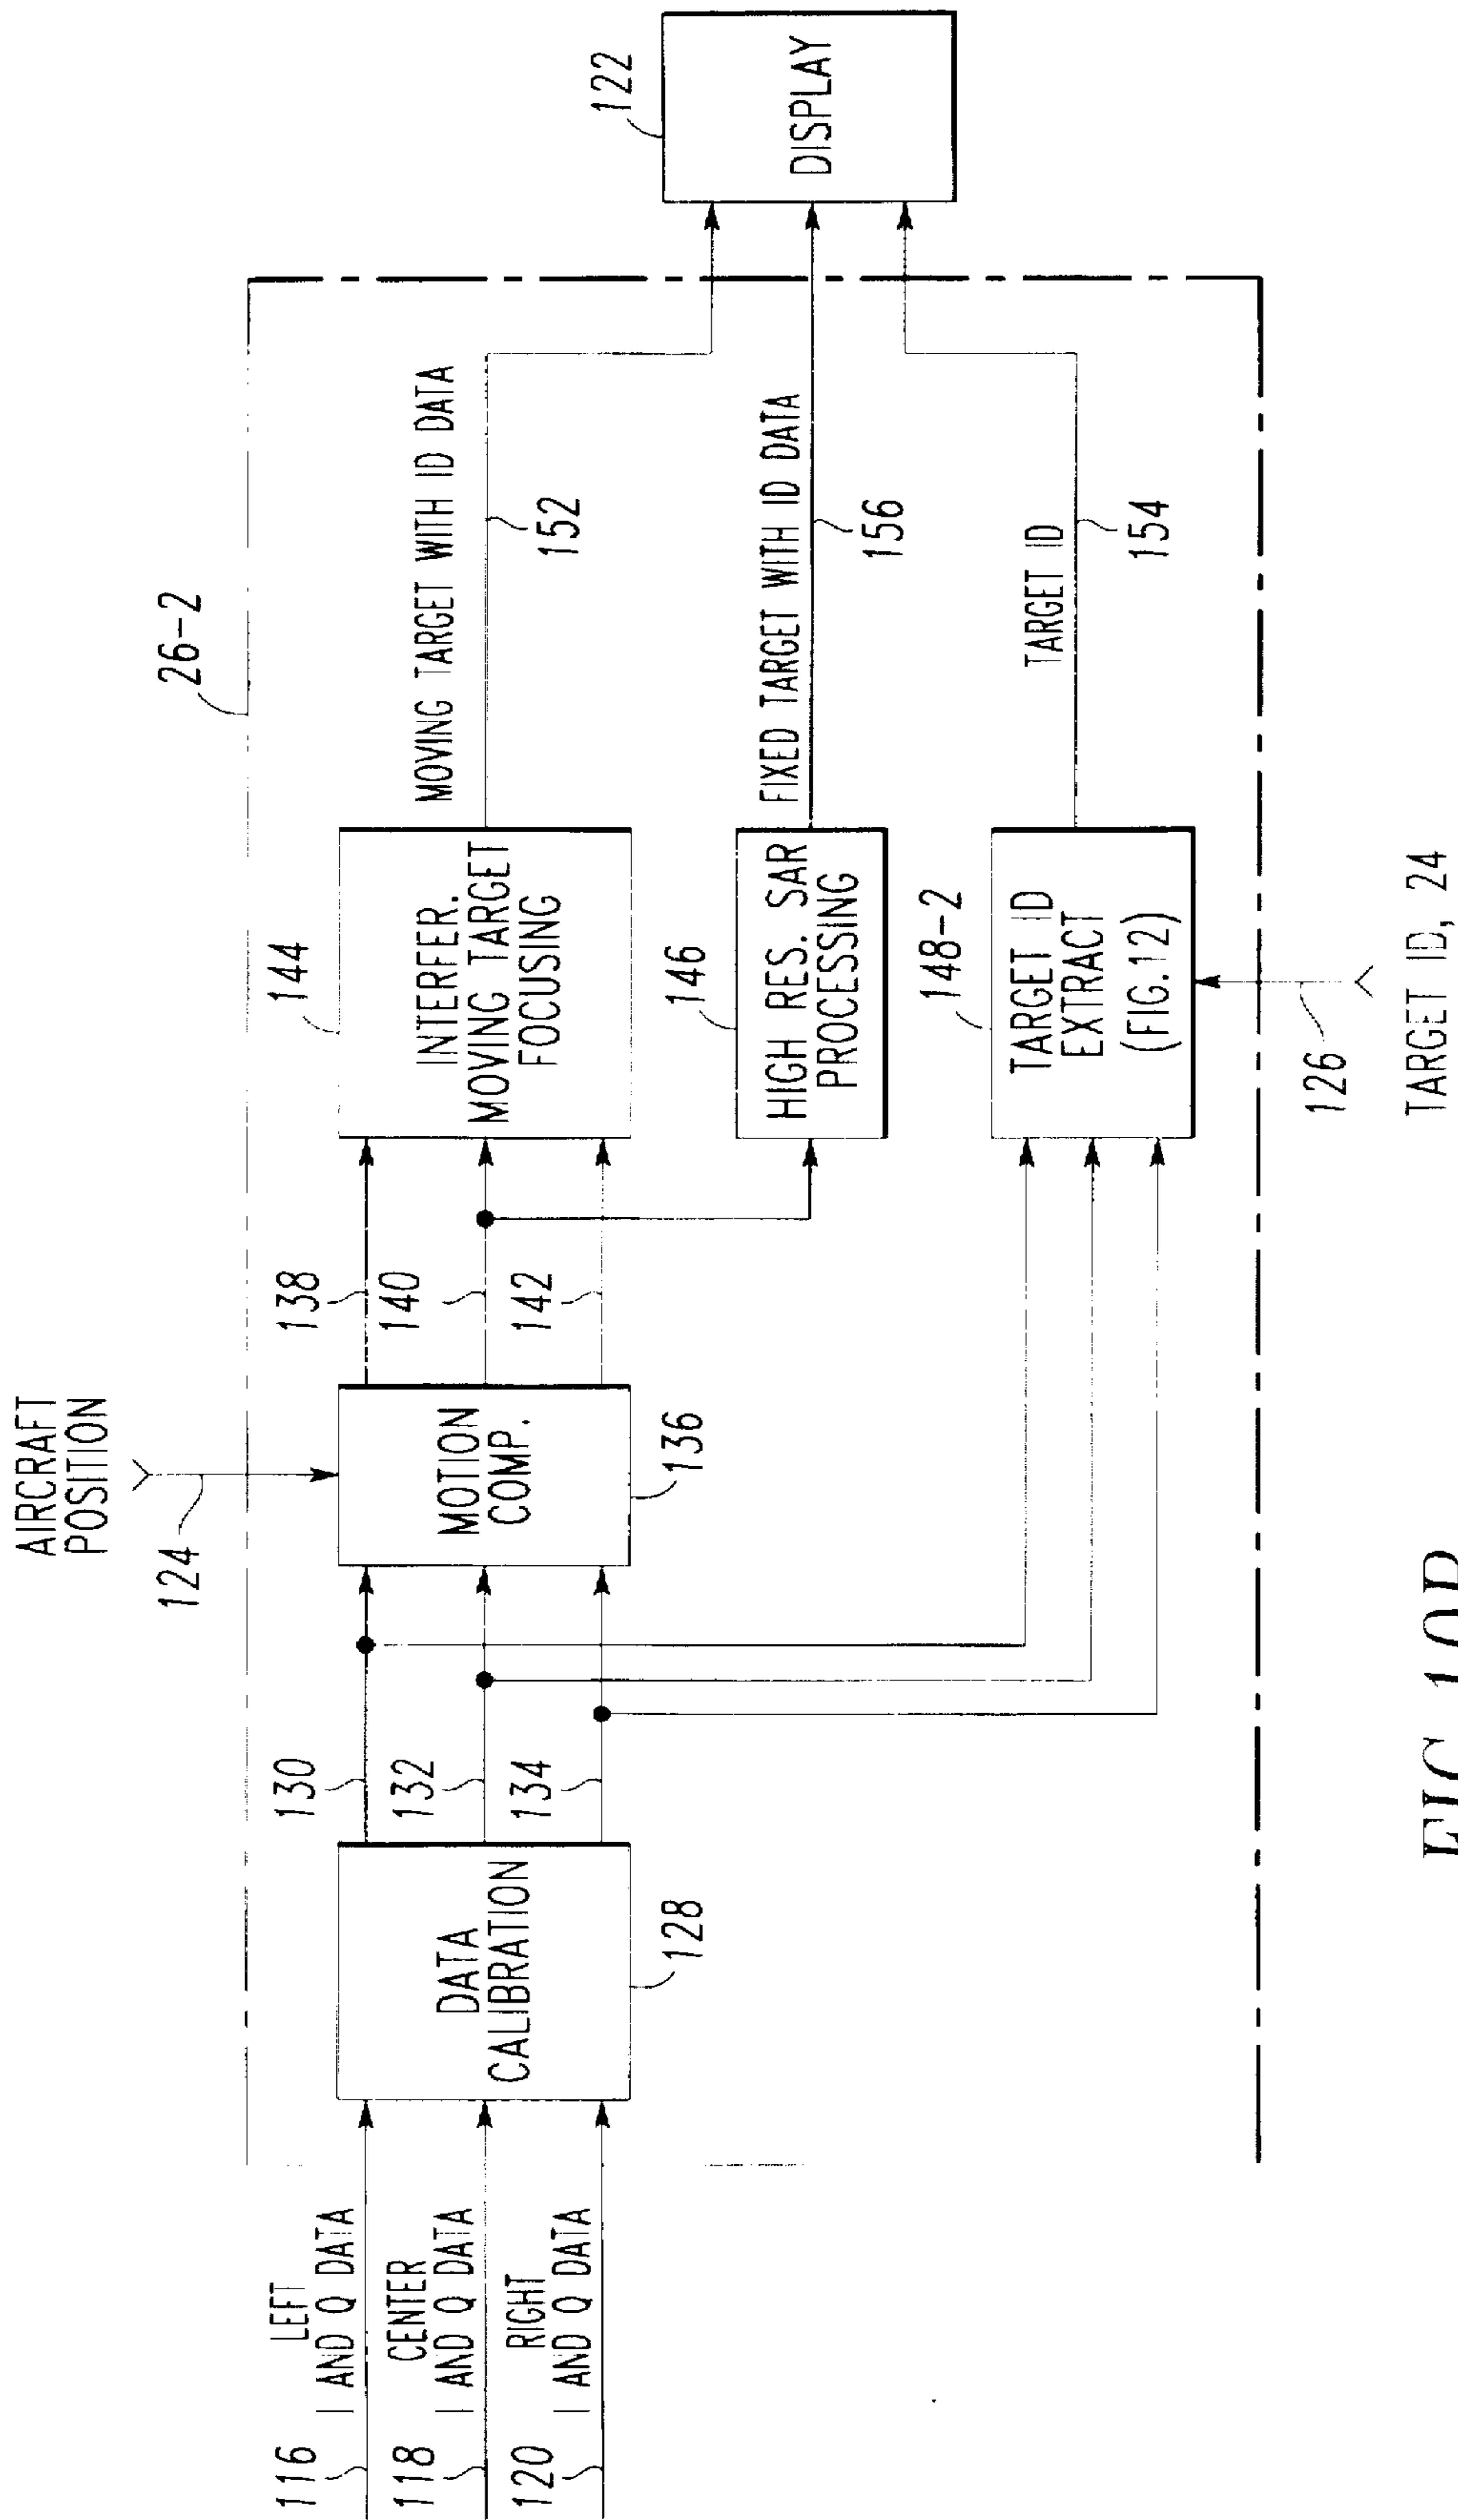 AIRCRAFT
POSITION
124
26-2
LEFT
I AND Q DATA
116
CENTER
I AND Q DATA
118
RIGHT
I AND Q DATA
120
DATA
CALIBRATION
128
130
132
134
MOTION
COMP.
136
138
140
142
INTERFER.
MOVING TARGET
FOCUSING
144
HIGH RES. SAR
PROCESSING
146
TARGET ID
EXTRACT
(FIG.12)
148-2
MOVING TARGET WITH ID DATA
152
FIXED TARGET WITH ID DATA
156
TARGET ID
154
DISPLAY
122
126
TARGET ID, 24